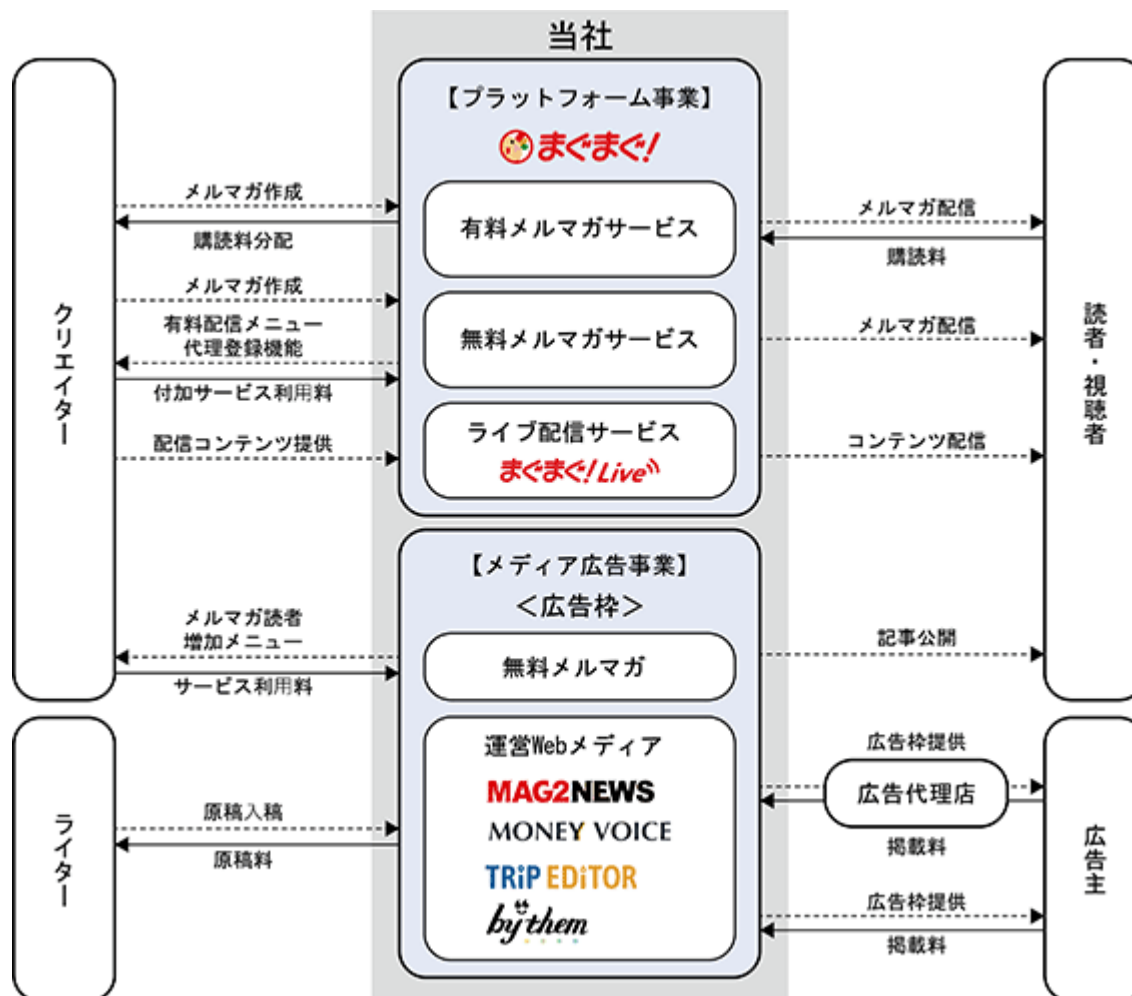 当社
【プラットフォーム事業】
まぐまぐ!
メルマガ作成
購読料分配
有料メルマガサービス
メルマガ配信
購読料
メルマガ作成
有料配信メニュー
代理登録機能
付加サービス利用料
無料メルマガサービス
メルマガ配信
配信コンテンツ提供
ライブ配信サービス
まぐまぐ!Live
コンテンツ配信
クリエイター
読者・視聴者
【メディア広告事業】
<広告枠>
メルマガ読者
増加メニュー
サービス利用料
無料メルマガ
記事公開
運営Webメディア
MAG2NEWS
MONEY VOICE
TRiP EDiTOR
by them
原稿入稿
原稿料
ライター
広告枠提供
広告代理店
掲載料
広告枠提供
掲載料
広告主